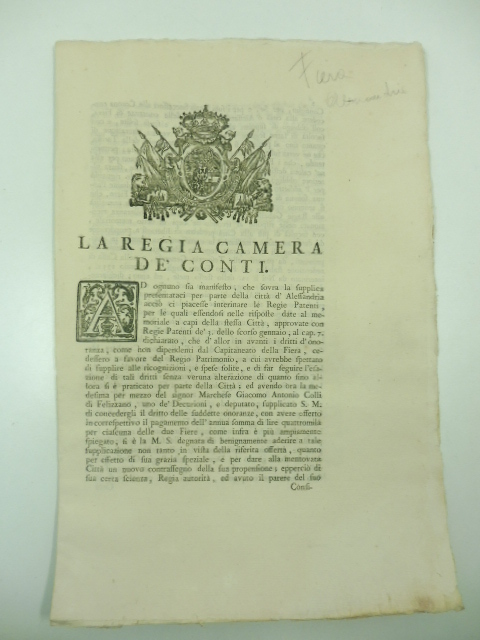 Fiera
LA REGIA CAMERA
DE' CONTI.
AD ognuno sia manifesto, che sovra la supplica
presentataci per parte della città d' Alessandria
acciò ci piacesse interinare le Regie Patenti,
per le quali essendosi nelle risposte date al me-
moriale a capi della stessa Città, approvate con
Regie Patenti de' 3. dello scorso gennaio, al cap. 7.
dichiarato, che d'allor in avanti i dritti d'ono-
ranza, come non dipendenti dal Capitaneato della Fiera, ce-
dessero a favore del Regio Patrimonio, a cui avrebbe spettato
di supplire alle ricognizioni, e spese solite, e di far seguire l'esa-
zione di tali dritti senza veruna alterazione di quanto fino al-
lora si è praticato per parte della Città; ed avendo ora la me-
desima per mezzo del signor Marchese Giacomo Antonio Colli
di Felizzano, uno de' Decurioni, e deputato, supplicato S. M.
di concedergli il dritto delle suddette onoranze, con avere offerto
in correspettivo il pagamento dell' annua somma di lire quattromila
per ciascuna delle due Fiere, come infra è più ampiamente
spiegato, si è la M. S. degnata di benignamente aderire a tale
supplicazione non tanto in vista della riferita offerta, quanto
per effetto di sua grazia speziale, e per dare alla mentovata
Città un nuovo contrassegno della sua propensione; epperciò di
sua certa scienza, Regia autorità, ed avuto il parere del suo
Consi-